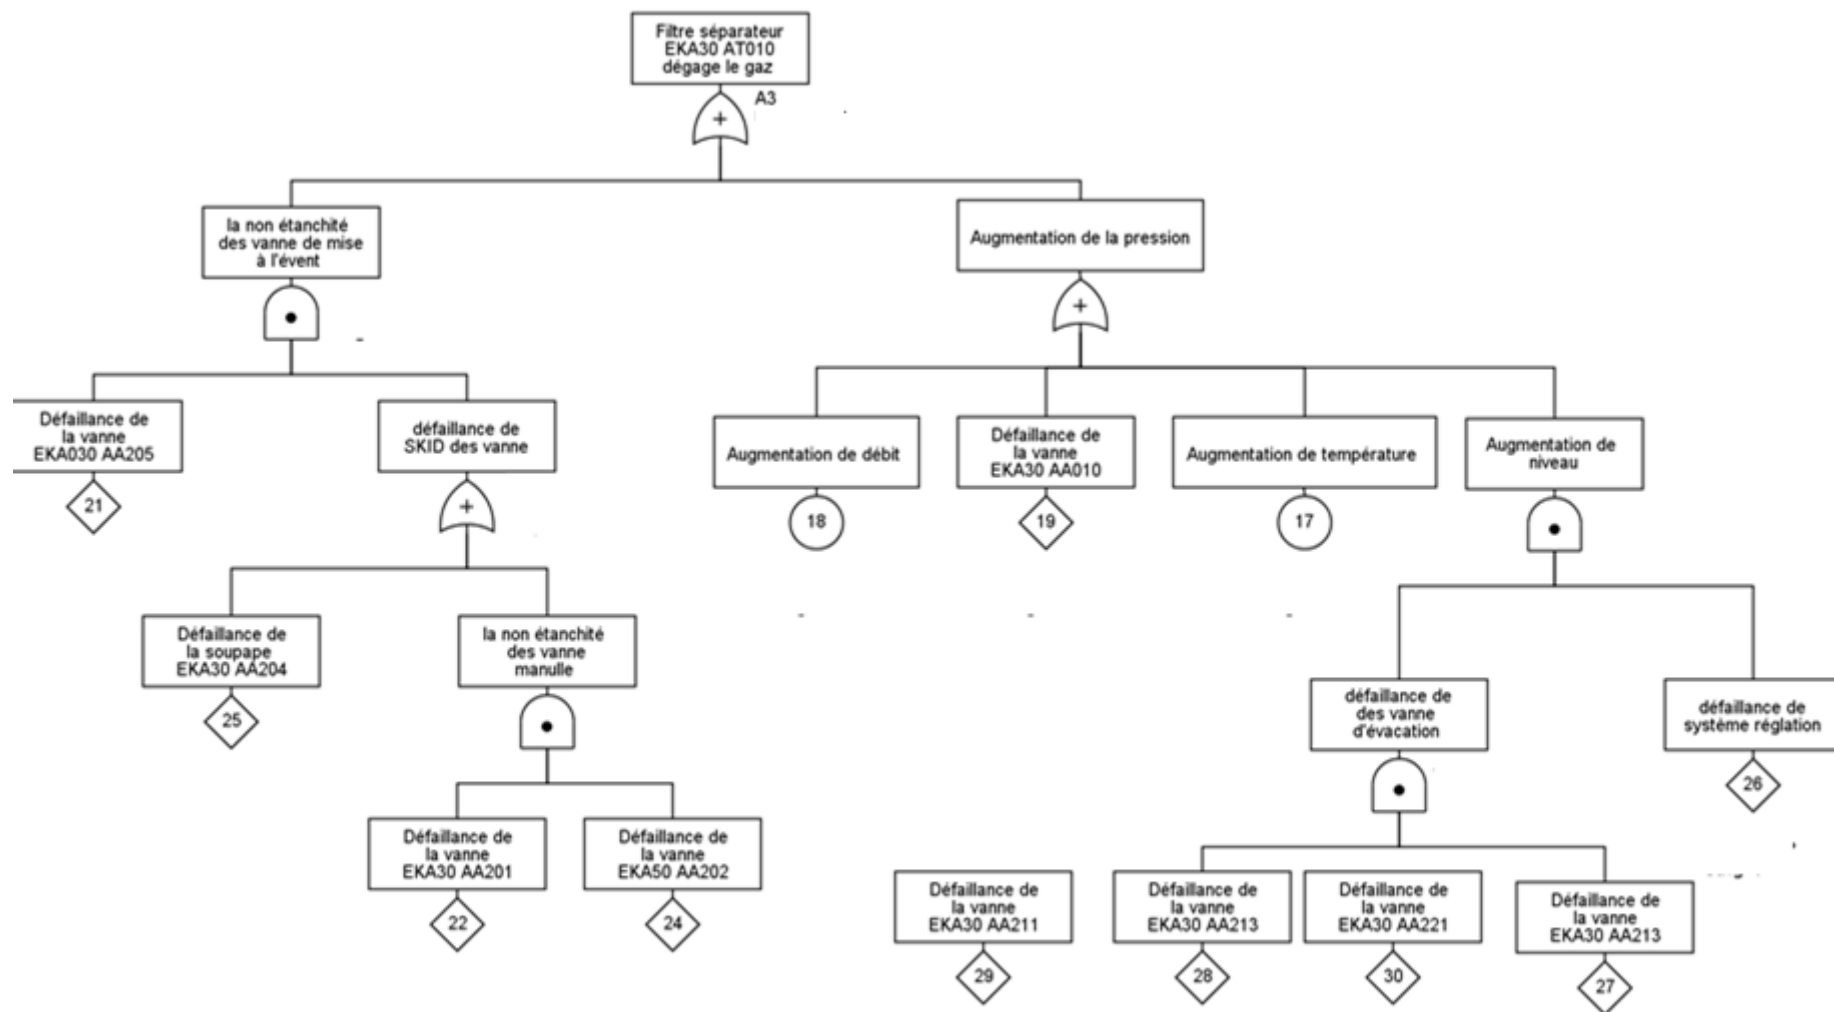 Filtre séparateur
EKA30 AT010
dégage le gaz
A3
+
la non étanchité
des vanne de mise
à l'évent
Augmentation de la pression
+
Défaillance de
la vanne
EKA030 AA205
21
défaillance de
SKID des vanne
+
Augmentation de débit
18
Défaillance de
la vanne
EKA30 AA010
19
Augmentation de température
17
Augmentation de
niveau
Défaillance de
la soupape
EKA30 AA204
25
la non étanchité
des vanne
manulle
défaillance de
des vanne
d'évacation
défaillance de
système réglation
26
Défaillance de
la vanne
EKA30 AA201
22
Défaillance de
la vanne
EKA50 AA202
24
Défaillance de
la vanne
EKA30 AA211
29
Défaillance de
la vanne
EKA30 AA213
28
Défaillance de
la vanne
EKA30 AA221
30
Défaillance de
la vanne
EKA30 AA213
27